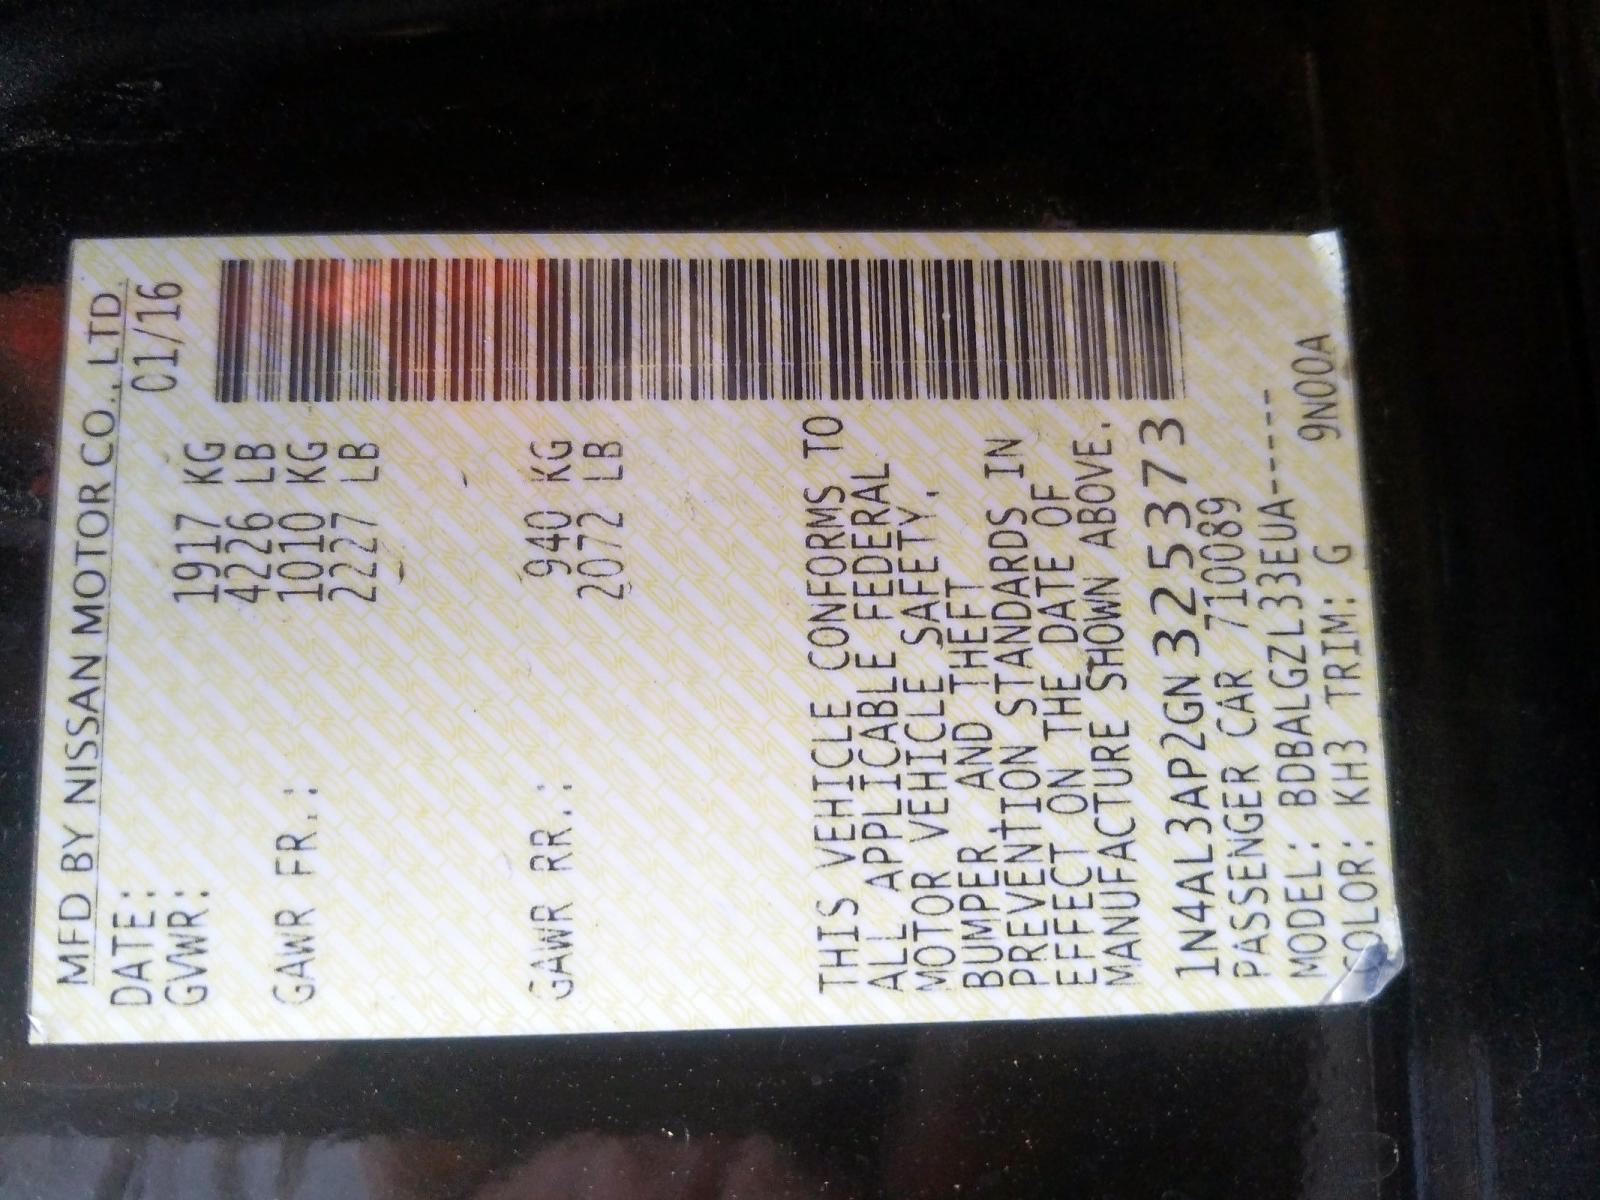 MFD BY NISSAN MOTOR CO., LTD.
DATE: 01/16
GVWR: 1917 KG
4226 LB
GAWR FR.: 1010 KG
2227 LB
GAWR RR.: 940 KG
2072 LB
THIS VEHICLE CONFORMS TO
ALL APPLICABLE FEDERAL
MOTOR VEHICLE SAFETY,
BUMPER AND THEFT
PREVENTION STANDARDS IN
EFFECT ON THE DATE OF
MANUFACTURE SHOWN ABOVE.
1N4AL3AP2GN 325373
PASSENGER CAR 710089
MODEL: BDBALGZL33EUA-----
COLOR: KH3 TRIM: G 9N00A